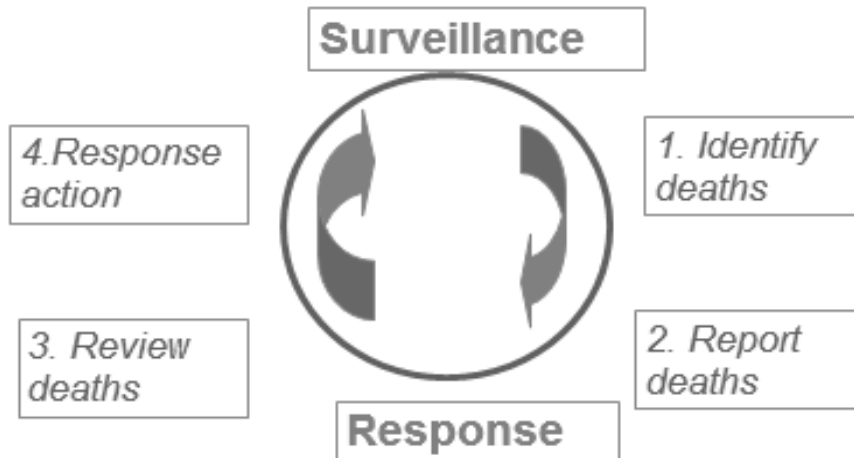 Surveillance
4.Response
action
1. Identify
deaths
3. Review
deaths
2. Report
deaths
Response